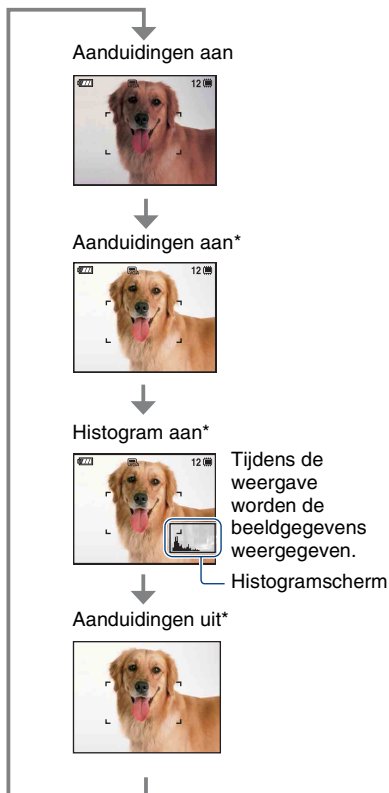 Aanduidingen aan
12
Aanduidingen aan*
12
Histogram aan*
12
Tijdens de
weergave
worden de
beeldgegevens
weergegeven.
Histogramscherm
Aanduidingen uit*